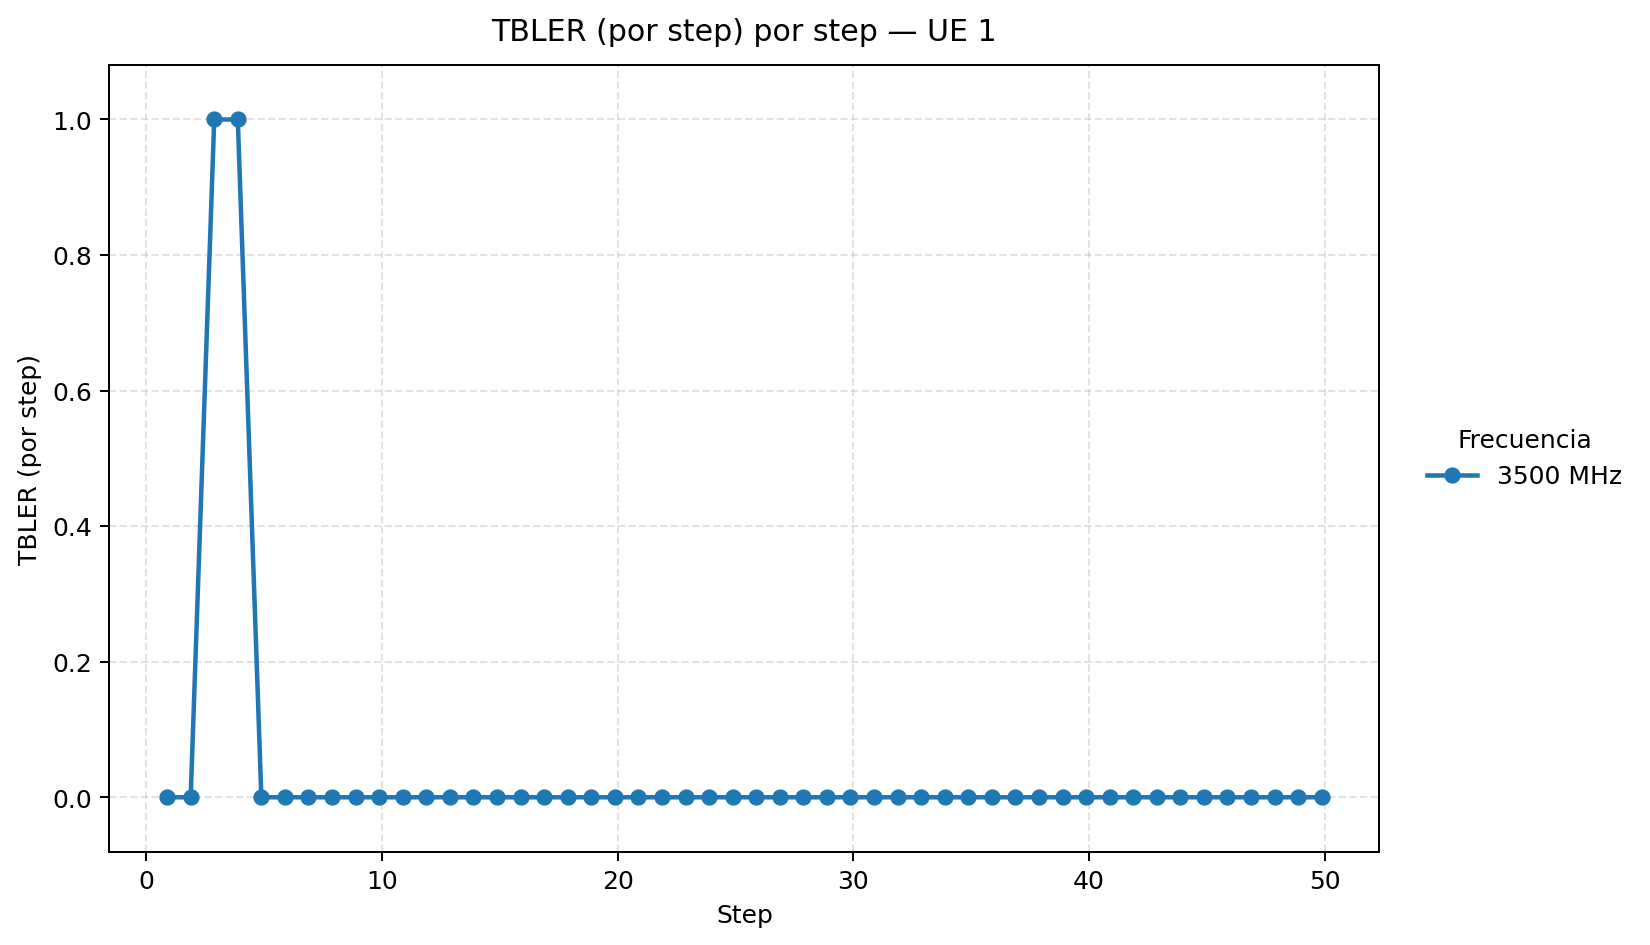 TBLER (por step) por step — UE 1
TBLER (por step)
1.0
0.8
0.6
0.4
0.2
0.0
0 10 20 30 40 50
Step
Frecuencia
3500 MHz